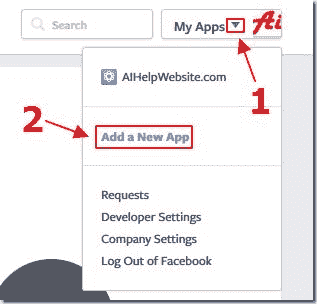 Search
My Apps Ai
1
AIHelpWebsite.com
2
Add a New App
Requests
Developer Settings
Company Settings
Log Out of Facebook